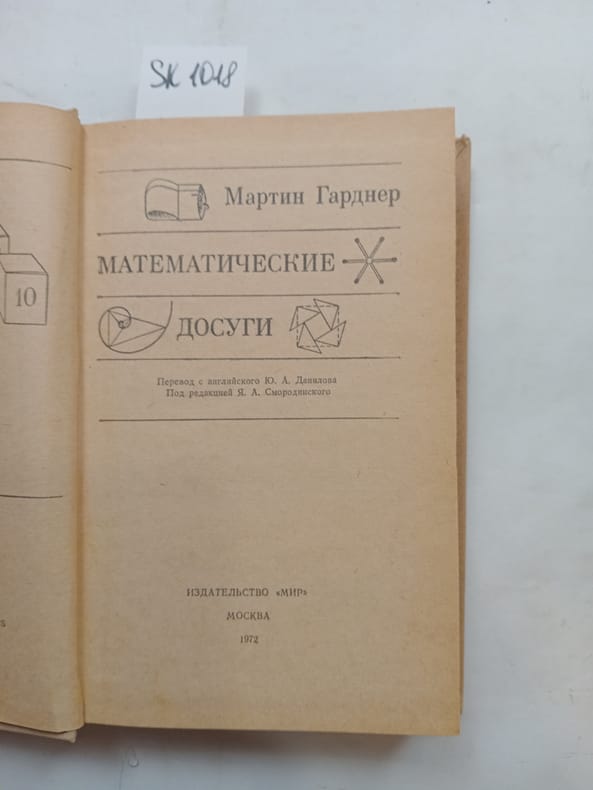 SK 1018
Мартин Гарднер
МАТЕМАТИЧЕСКИЕ
ДОСУГИ
Перевод с английского Ю. А. Данилова
Под редакцией Я. А. Смородинского
ИЗДАТЕЛЬСТВО «МИР»
МОСКВА
1972
10